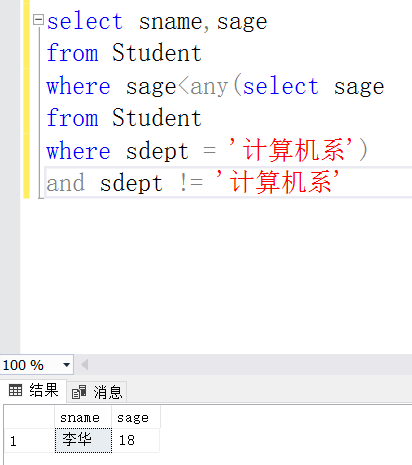 select sname,sage
from Student
where sage<any(select sage
from Student
where sdept = '计算机系')
and sdept != '计算机系'
100 %
结果 消息
sname sage
1 李华 18